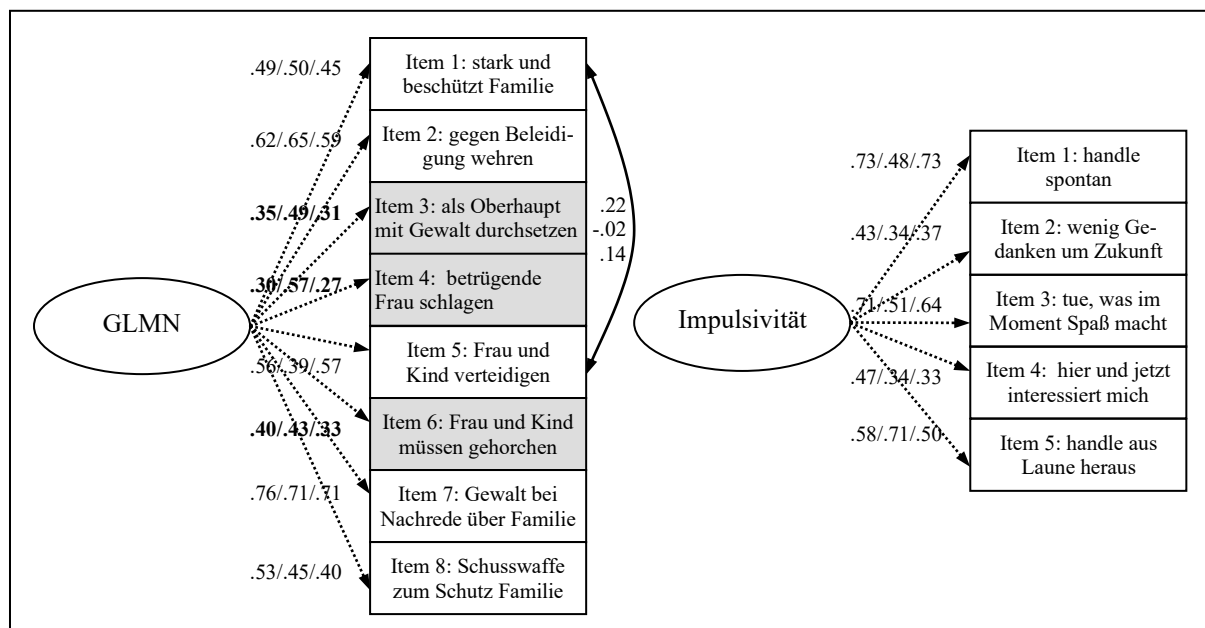 .49/.50/.45
Item 1: stark und
beschützt Familie
.62/.65/.59
Item 2: gegen Beleidi-
gung wehren
.35/.49/.31
Item 3: als Oberhaupt
mit Gewalt durchsetzen
.30/.57/.27
Item 4: betrügende
Frau schlagen
GLMN
.56/.39/.57
Item 5: Frau und
Kind verteidigen
.40/.43/.33
Item 6: Frau und Kind
müssen gehorchen
.76/.71/.71
Item 7: Gewalt bei
Nachrede über Familie
.53/.45/.40
Item 8: Schusswaffe
zum Schutz Familie
.22
-.02
.14
Impulsivität
.73/.48/.73
Item 1: handle
spontan
.43/.34/.37
Item 2: wenig Ge-
danken um Zukunft
.71/.51/.64
Item 3: tue, was im
Moment Spaß macht
.47/.34/.33
Item 4: hier und jetzt
interessiert mich
.58/.71/.50
Item 5: handle aus
Laune heraus